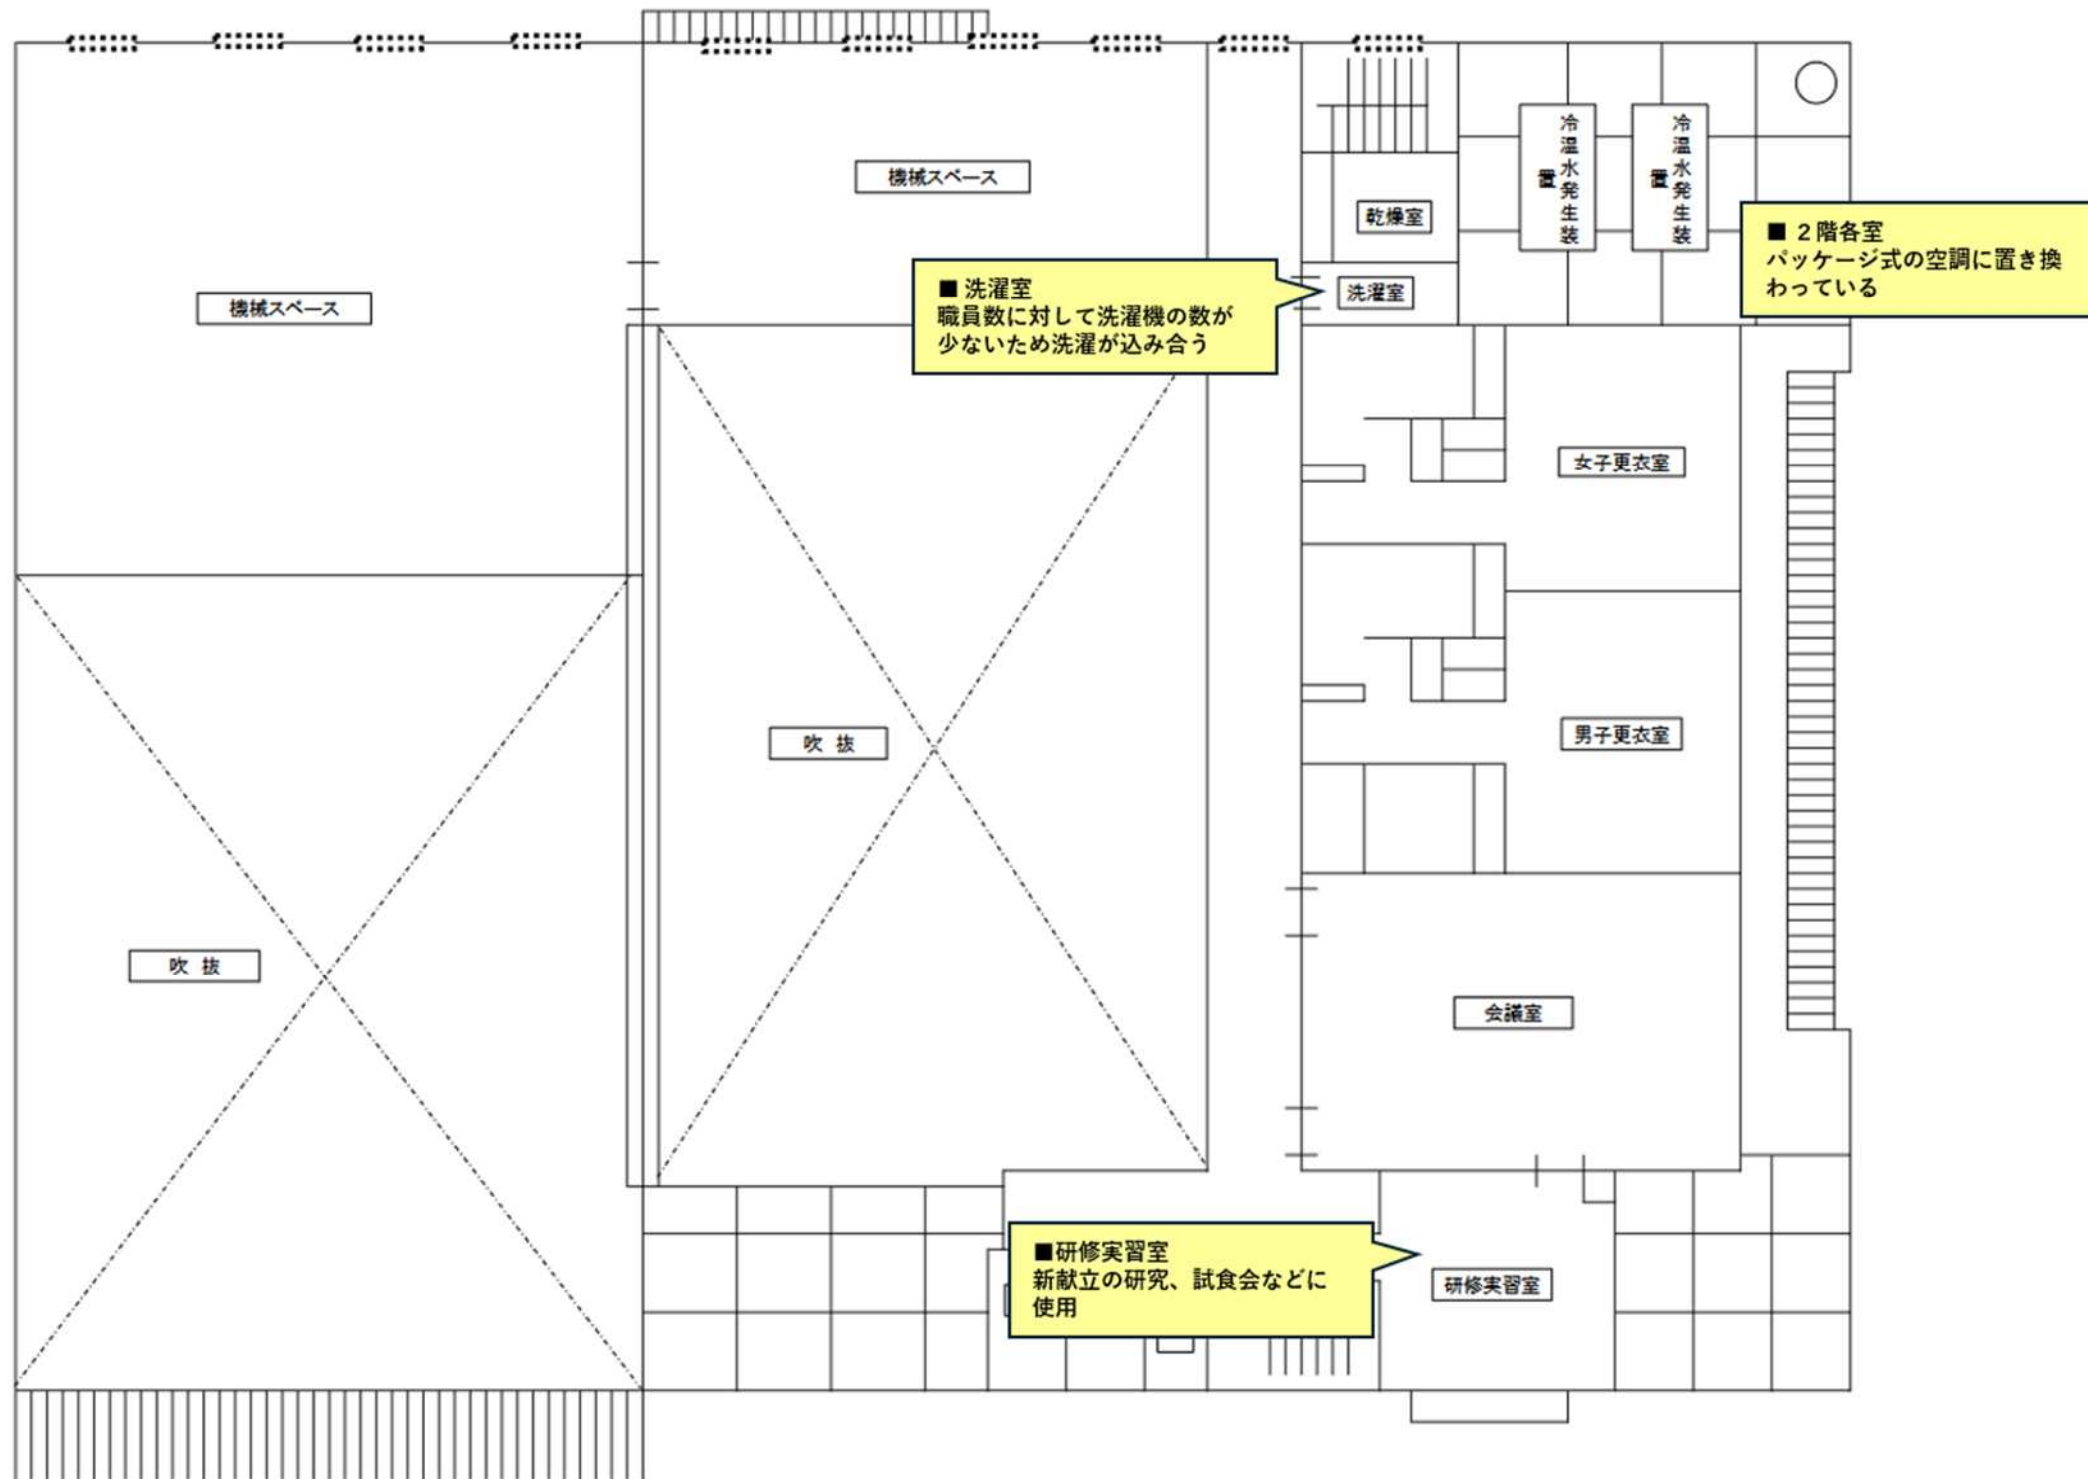 機械スペース
機械スペース
乾燥室
洗濯室
冷温水発生装置
冷温水発生装置
■ 2階各室
パッケージ式の空調に置き換
わっている
■ 洗濯室
職員数に対して洗濯機の数が
少ないため洗濯が込み合う
女子更衣室
男子更衣室
吹 抜
吹 抜
会議室
■研修実習室
新献立の研究、試食会などに
使用
研修実習室